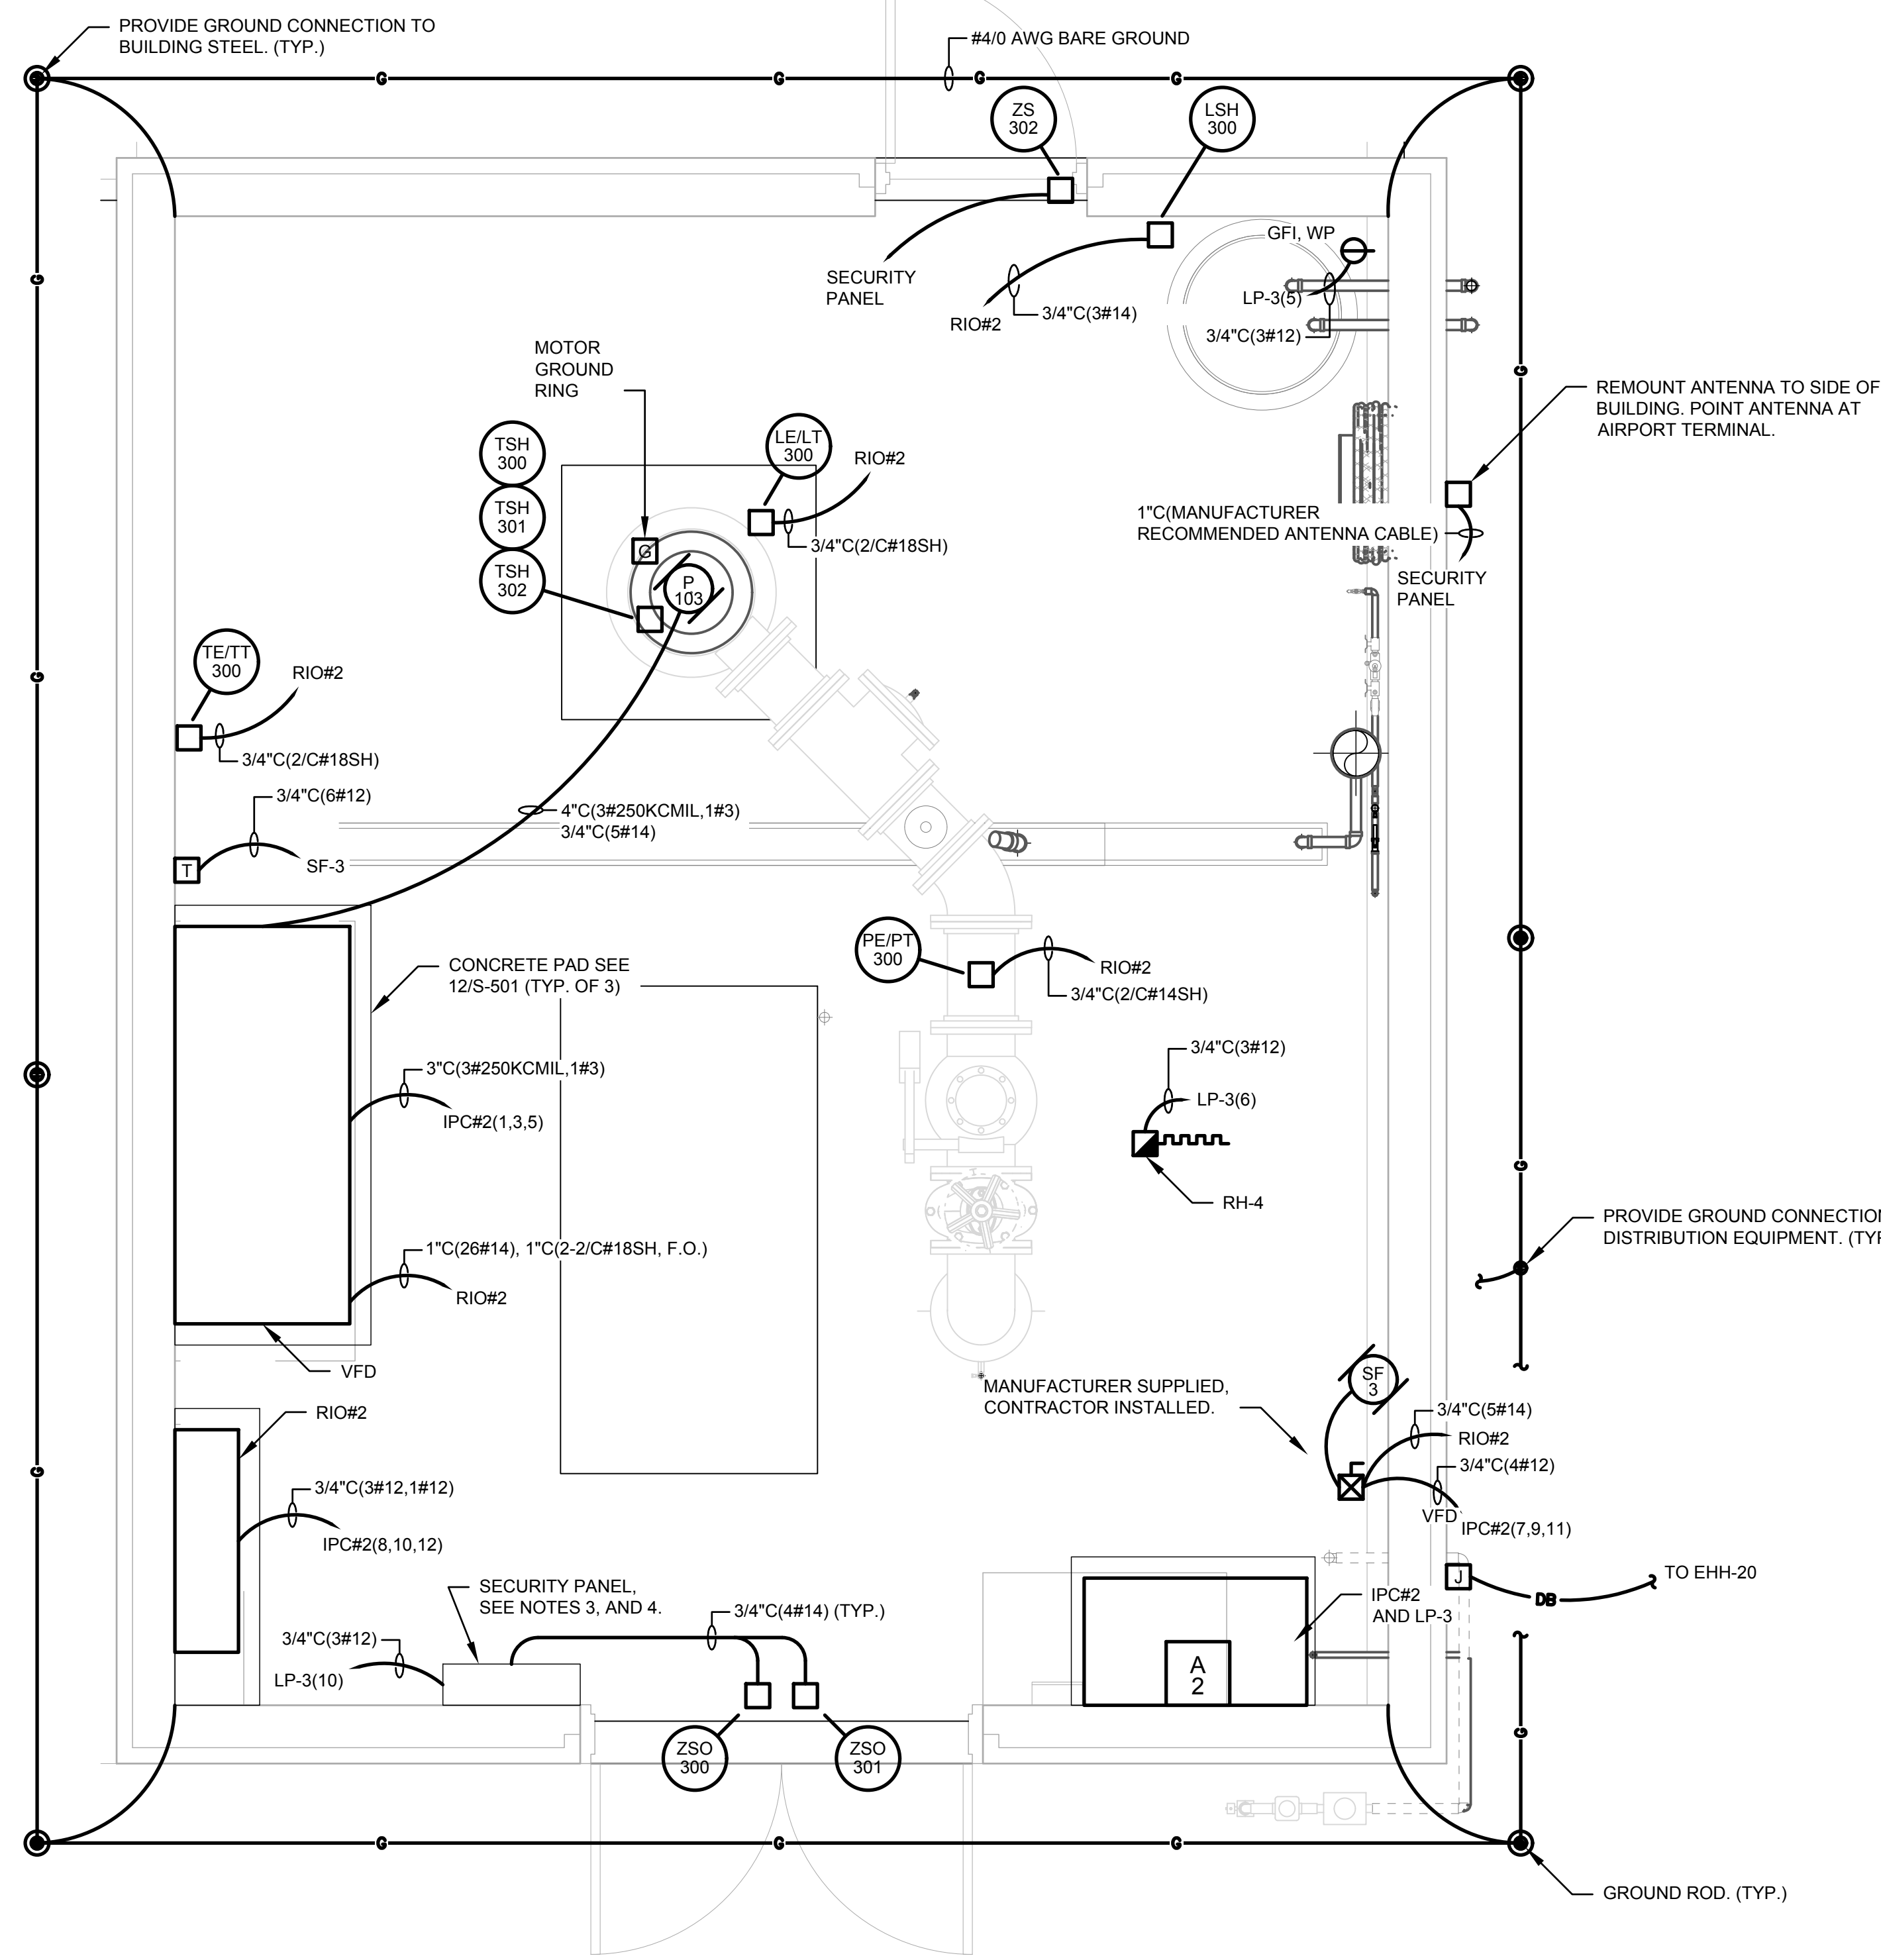 PROVIDE GROUND CONNECTION TO
BUILDING STEEL. (TYP.)
#4/0 AWG BARE GROUND
G
G
G
G
ZS
302
LSH
300
GFI, WP
SECURITY
PANEL
G
LP-3(5)
RIO#2
3/4"C(3#14)
3/4"C(3#12)
MOTOR
GROUND
RING
G
REMOUNT ANTENNA TO SIDE OF
BUILDING. POINT ANTENNA AT
AIRPORT TERMINAL.
TSH
300
LE/LT
300
RIO#2
TSH
301
1"C(MANUFACTURER
RECOMMENDED ANTENNA CABLE)
3/4"C(2/C#18SH)
G
TSH
302
P
103
SECURITY
PANEL
TE/TT
300
RIO#2
G
3/4"C(2/C#18SH)
3/4"C(6#12)
4"C(3#250KCMIL,1#3)
3/4"C(5#14)
T
SF-3
PE/PT
300
RIO#2
3/4"C(2/C#14SH)
CONCRETE PAD SEE
12/S-501 (TYP. OF 3)
3"C(3#250KCMIL,1#3)
IPC#2(1,3,5)
3/4"C(3#12)
LP-3(6)
G
RH-4
PROVIDE GROUND CONNECTION
DISTRIBUTION EQUIPMENT. (TYP
1"C(26#14), 1"C(2-2/C#18SH, F.O.)
RIO#2
VFD
MANUFACTURER SUPPLIED,
CONTRACTOR INSTALLED.
SF
3
3/4"C(5#14)
RIO#2
3/4"C(4#12)
VFD
IPC#2(7,9,11)
RIO#2
G
3/4"C(3#12,1#12)
IPC#2(8,10,12)
J
DB
TO EHH-20
SECURITY PANEL,
SEE NOTES 3, AND 4.
3/4"C(4#14) (TYP.)
IPC#2
AND LP-3
3/4"C(3#12)
LP-3(10)
A
2
G
ZSO
300
ZSO
301
G
G
G
GROUND ROD. (TYP.)